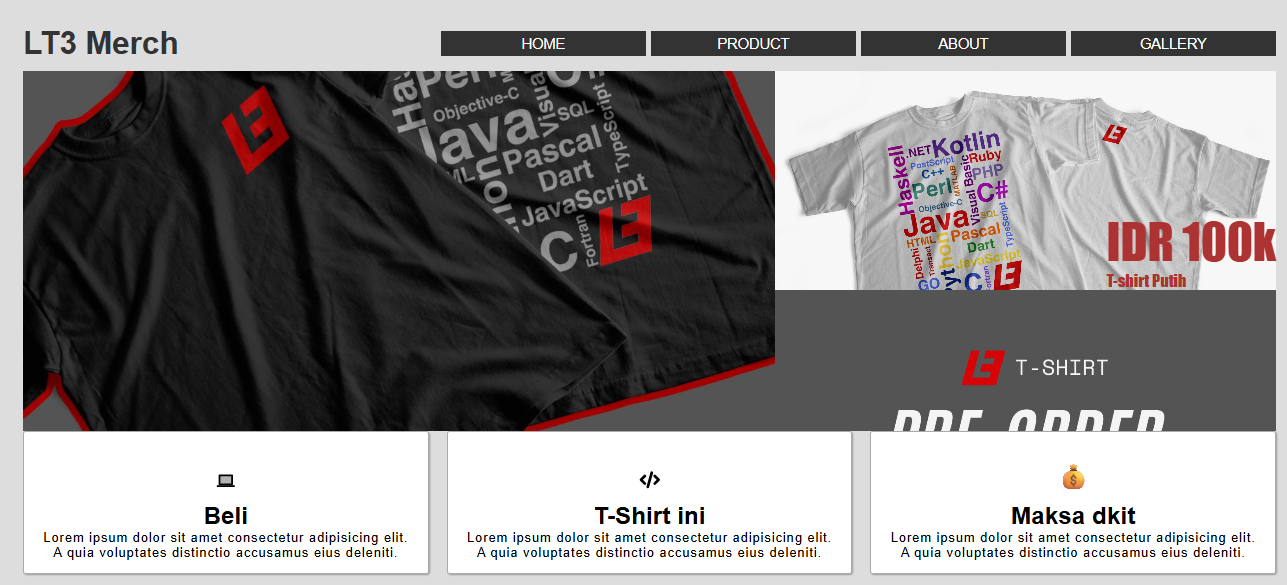 LT3 Merch
HOME
PRODUCT
ABOUT
GALLERY
Perl
Objective-C
Visual
SQL
Java
TypeScript
Pascal
Dart
JavaScript
C
Fortran
.NET
Kotlin
Haskell
PostScript
Ruby
C++
MATLAB
Visual Basic
PHP
Perl
C#
Objective-C
Java
SQL
TypeScript
HTML
Pascal
Dart
Delphi
JavaScript
Fortran
GO
C
IDR 100k
T-shirt Putih
T-SHIRT
PRE-ORDER
Beli
Lorem ipsum dolor sit amet consectetur adipisicing elit.
A quia voluptates distinctio accusamus eius deleniti.
T-Shirt ini
Lorem ipsum dolor sit amet consectetur adipisicing elit.
A quia voluptates distinctio accusamus eius deleniti.
Maksa dkit
Lorem ipsum dolor sit amet consectetur adipisicing elit.
A quia voluptates distinctio accusamus eius deleniti.